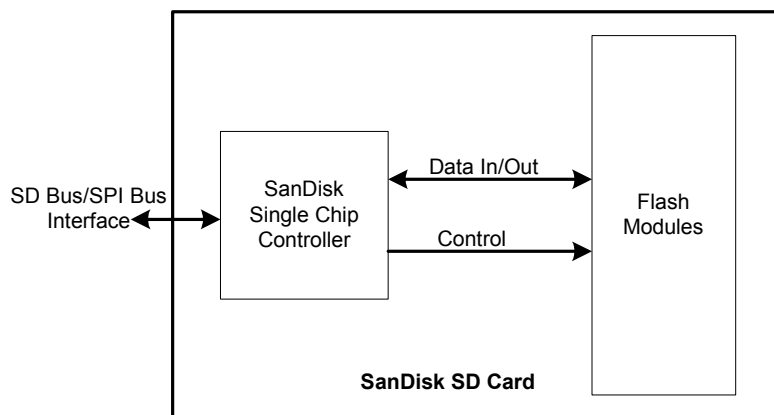 SD Bus/SPI Bus
Interface
SanDisk
Single Chip
Controller
Data In/Out
Control
Flash
Modules
SanDisk SD Card